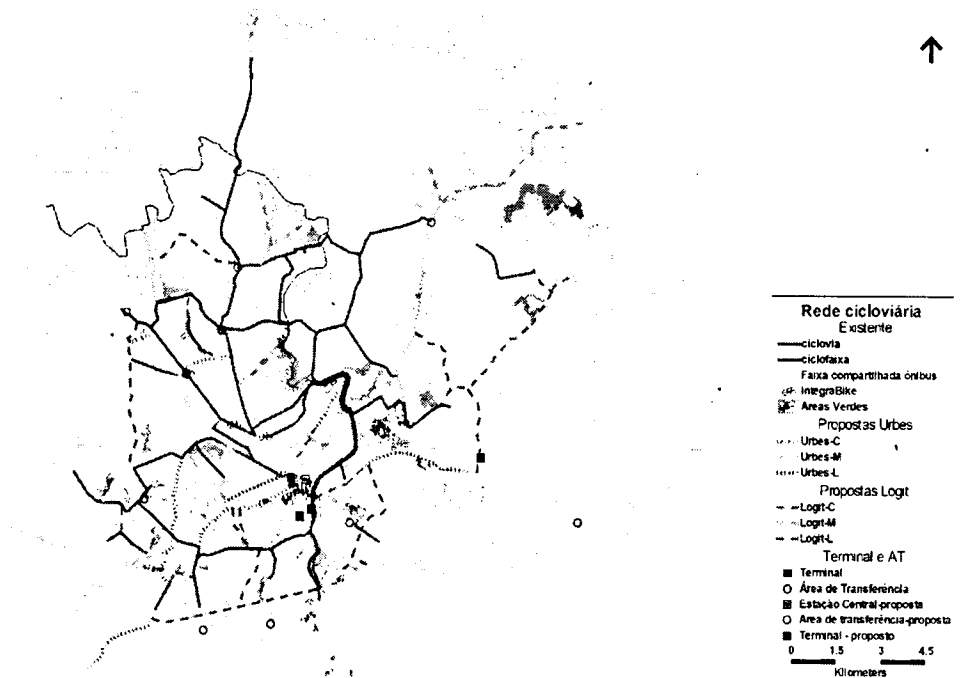 Rede cicloviária
Existente
ciclovia
ciclofaixa
Faixa compartilhada ônibus
IntegraBike
Areas Verdes
Propostas Urbes
Urbes-C
Urbes-M
Urbes-L
Propostas Logit
Logit-C
Logit-M
Logit-L
Terminal e AT
Terminal
Área de Transferência
Estação Central-proposta
Area de transferência-proposta
Terminal - proposto
0 1.5 3 4.5
Kilometers